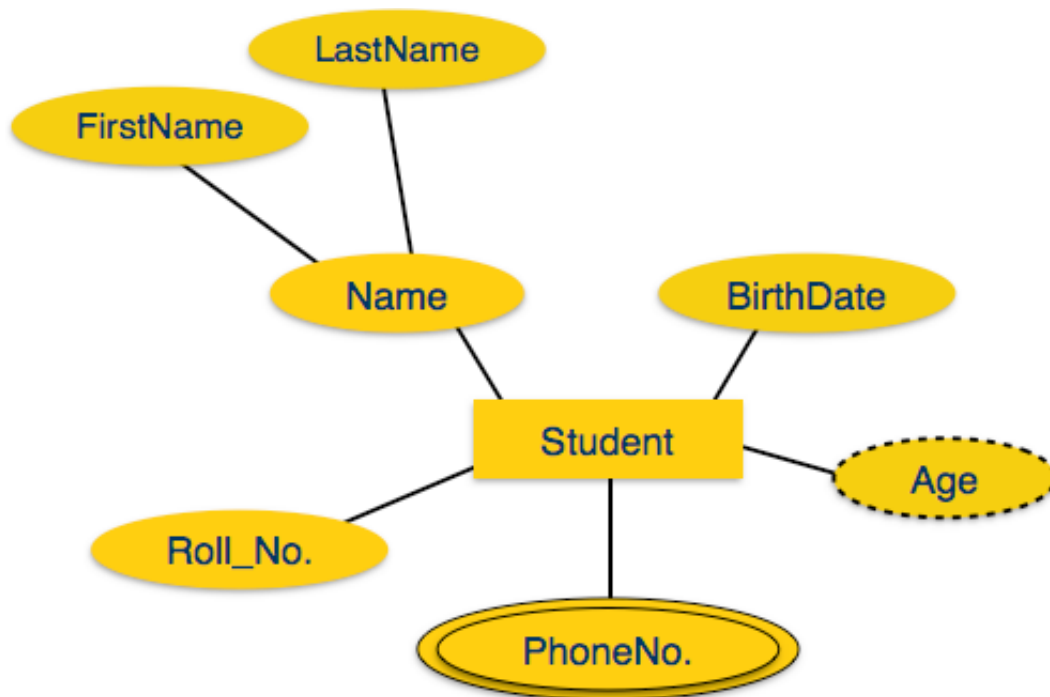 LastName
FirstName
Name
BirthDate
Student
Age
Roll_No.
PhoneNo.